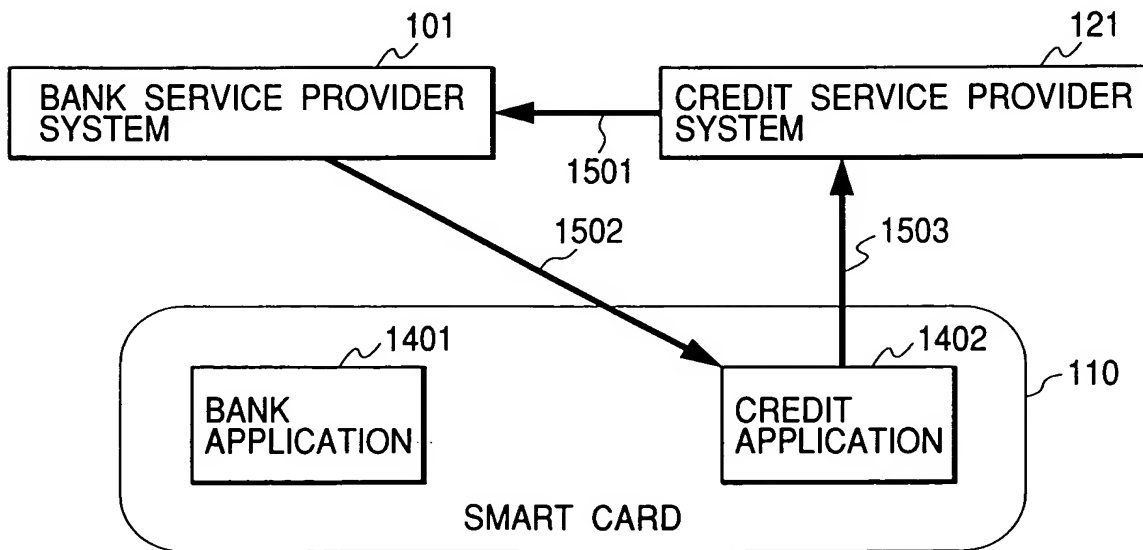 101
121
BANK SERVICE PROVIDER
SYSTEM
CREDIT SERVICE PROVIDER
SYSTEM
1501
1502
1503
1401
1402
110
BANK
APPLICATION
CREDIT
APPLICATION
SMART CARD